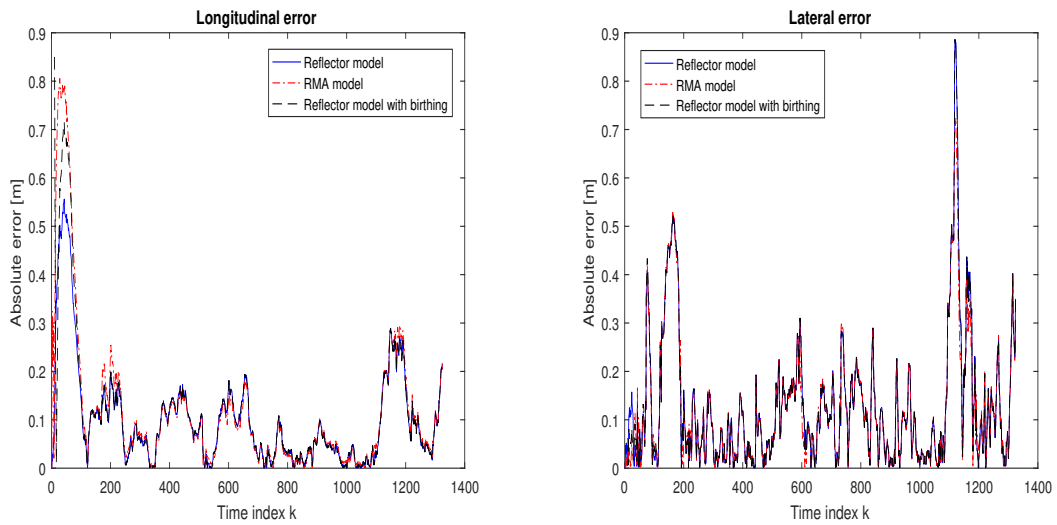 Longitudinal error
Absolute error [m]
0.9
0.8
0.7
0.6
0.5
0.4
0.3
0.2
0.1
0
Reflector model
RMA model
Reflector model with birthing
0 200 400 600 800 1000 1200 1400
Time index k
Lateral error
Absolute error [m]
0.9
0.8
0.7
0.6
0.5
0.4
0.3
0.2
0.1
0
Reflector model
RMA model
Reflector model with birthing
0 200 400 600 800 1000 1200 1400
Time index k